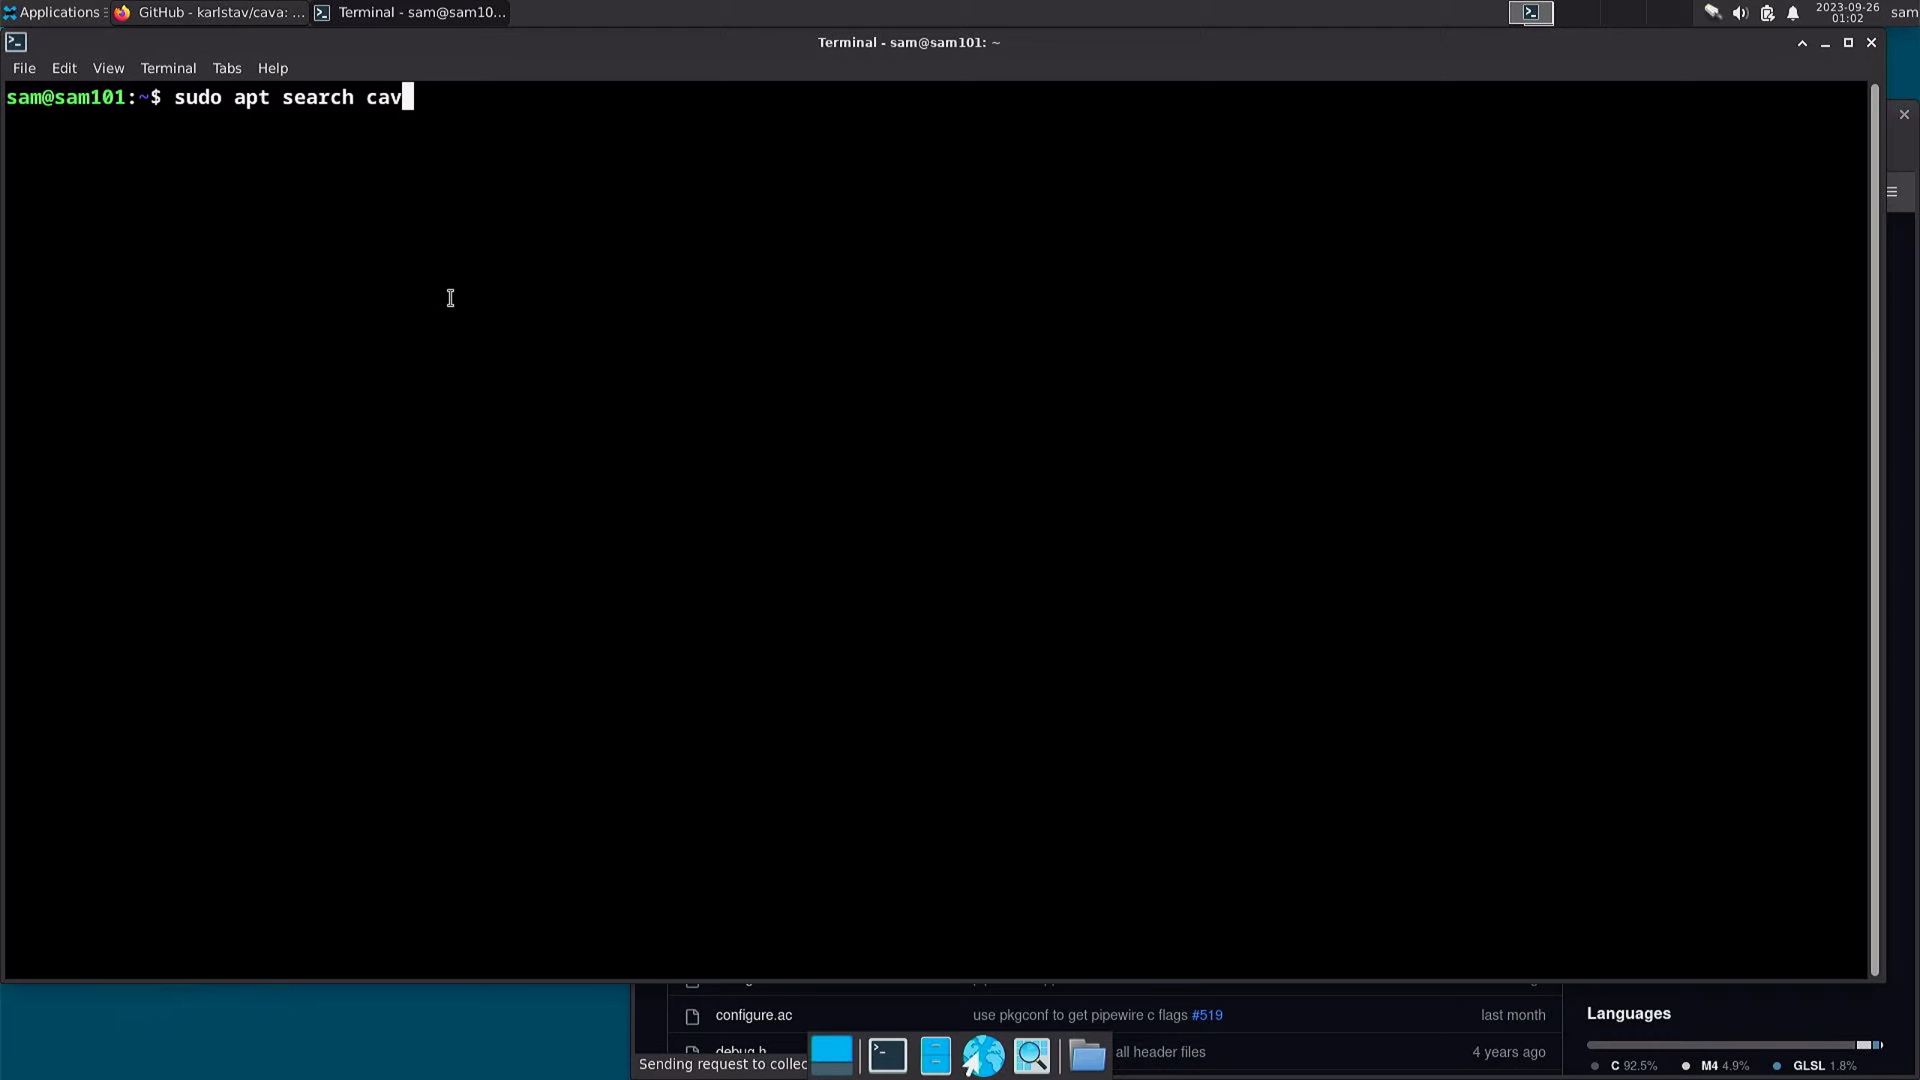 Applications
GitHub - karlstav/cava: ...
Terminal - sam@sam10...
2023-09-26
01:02
sam
Terminal - sam@sam101: ~
File Edit View Terminal Tabs Help
sam@sam101:~$ sudo apt search cav
configure.ac use pkgconf to get pipewire c flags #519 last month
debug.h all header files 4 years ago
Sending request to collec
Languages
C 92.5% M4 4.9% GLSL 1.8%